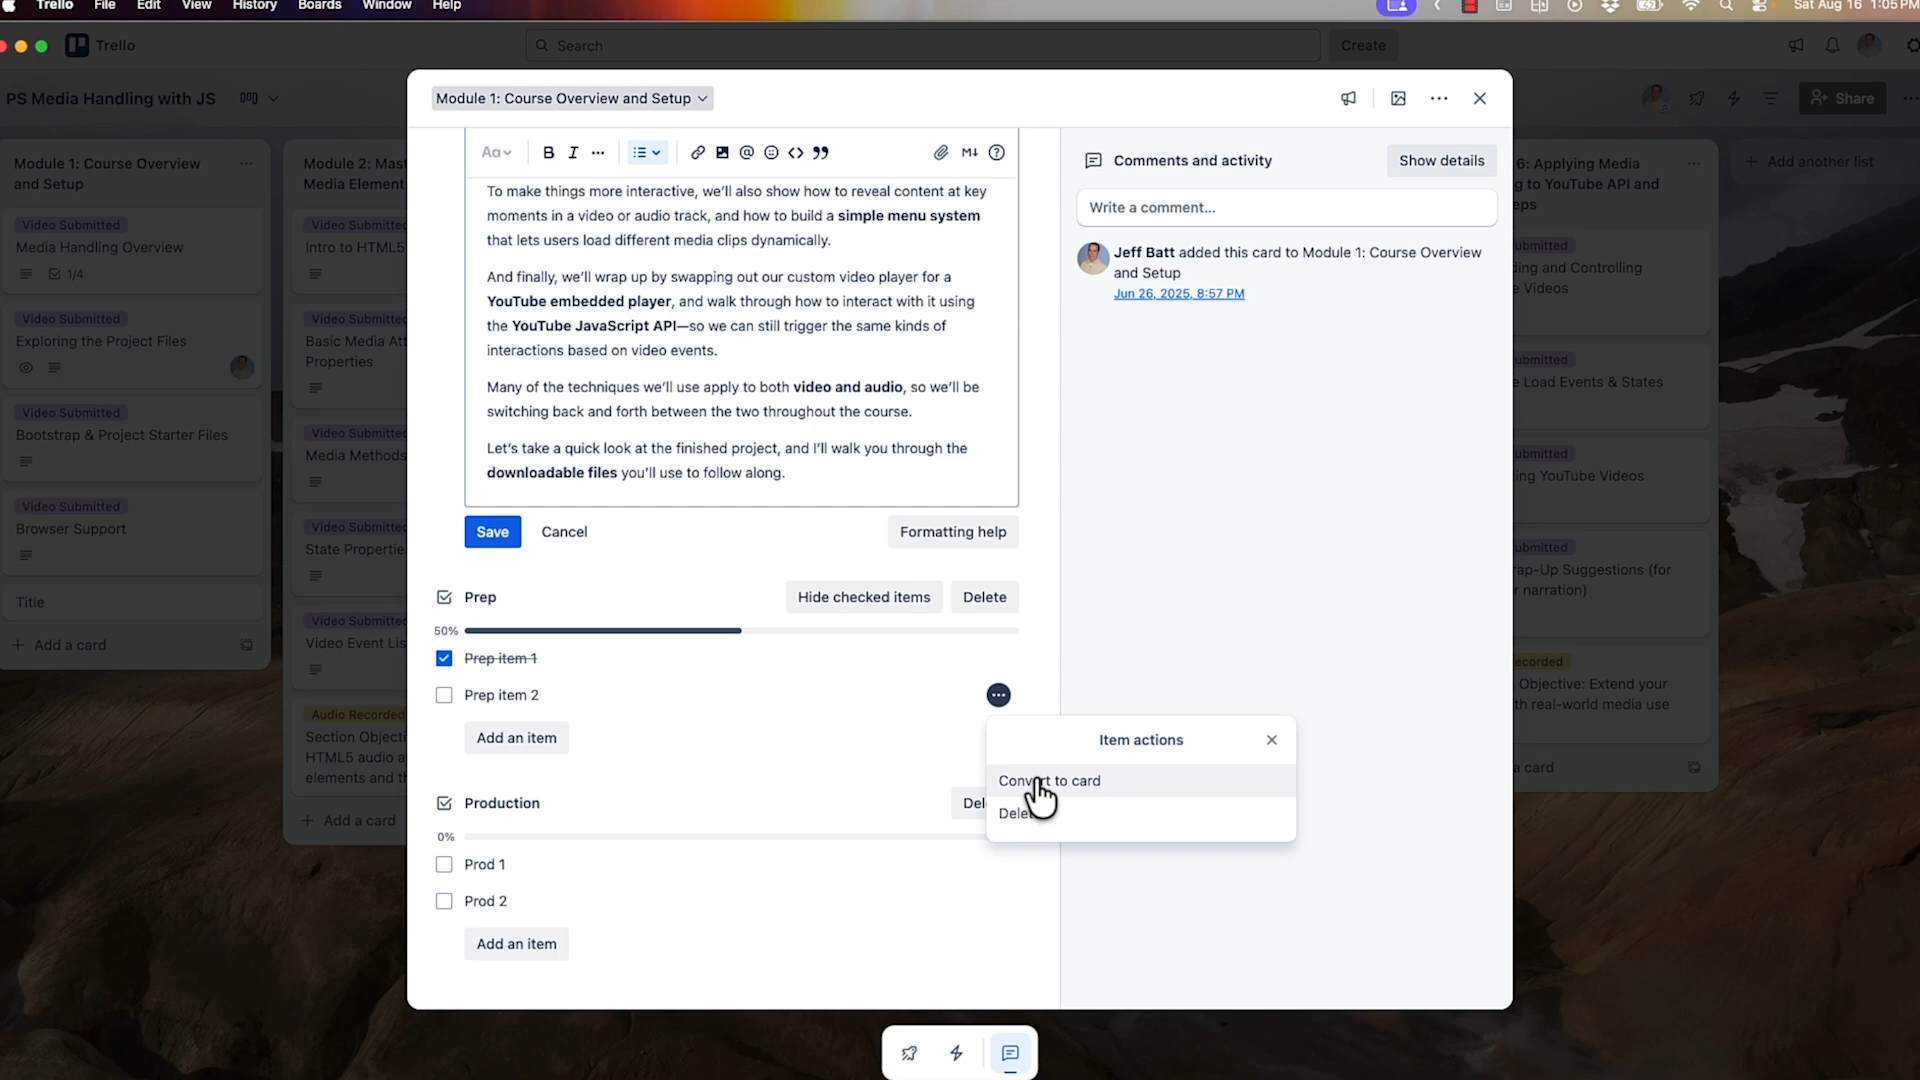 Trello File Edit View History Boards Window Help
Sat Aug 16 1:05 PM
Trello
Search
Create
PS Media Handling with JS
Share
Module 1: Course Overview
and Setup
Video Submitted
Media Handling Overview
1/4
Video Submitted
Exploring the Project Files
Video Submitted
Bootstrap & Project Starter Files
Video Submitted
Browser Support
Title
Add a card
Module 2: Mast
Media Element
Video Submitted
Intro to HTML5
Video Submitted
Basic Media Att
Properties
Video Submitted
Media Methods
Video Submitted
State Propertie
Video Submitted
Video Event Lis
Audio Recorded
Section Objecti
HTML5 audio a
elements and th
Add a card
Module 1: Course Overview and Setup
Aa
B I
M↓
To make things more interactive, we'll also show how to reveal content at key
moments in a video or audio track, and how to build a simple menu system
that lets users load different media clips dynamically.
And finally, we'll wrap up by swapping out our custom video player for a
YouTube embedded player, and walk through how to interact with it using
the YouTube JavaScript API—so we can still trigger the same kinds of
interactions based on video events.
Many of the techniques we'll use apply to both video and audio, so we'll be
switching back and forth between the two throughout the course.
Let's take a quick look at the finished project, and I'll walk you through the
downloadable files you'll use to follow along.
Save
Cancel
Formatting help
Prep
Hide checked items
Delete
50%
Prep item 1
Prep item 2
Add an item
Production
Del
0%
Prod 1
Prod 2
Add an item
Item actions
Convert to card
Delet
Comments and activity
Show details
Write a comment...
Jeff Batt added this card to Module 1: Course Overview
and Setup
Jun 26, 2025, 8:57 PM
6: Applying Media
g to YouTube API and
eps
ubmitted
ding and Controlling
e Videos
ubmitted
e Load Events & States
ubmitted
ing YouTube Videos
ubmitted
rap-Up Suggestions (for
r narration)
ecorded
Objective: Extend your
th real-world media use
a card
Add another list